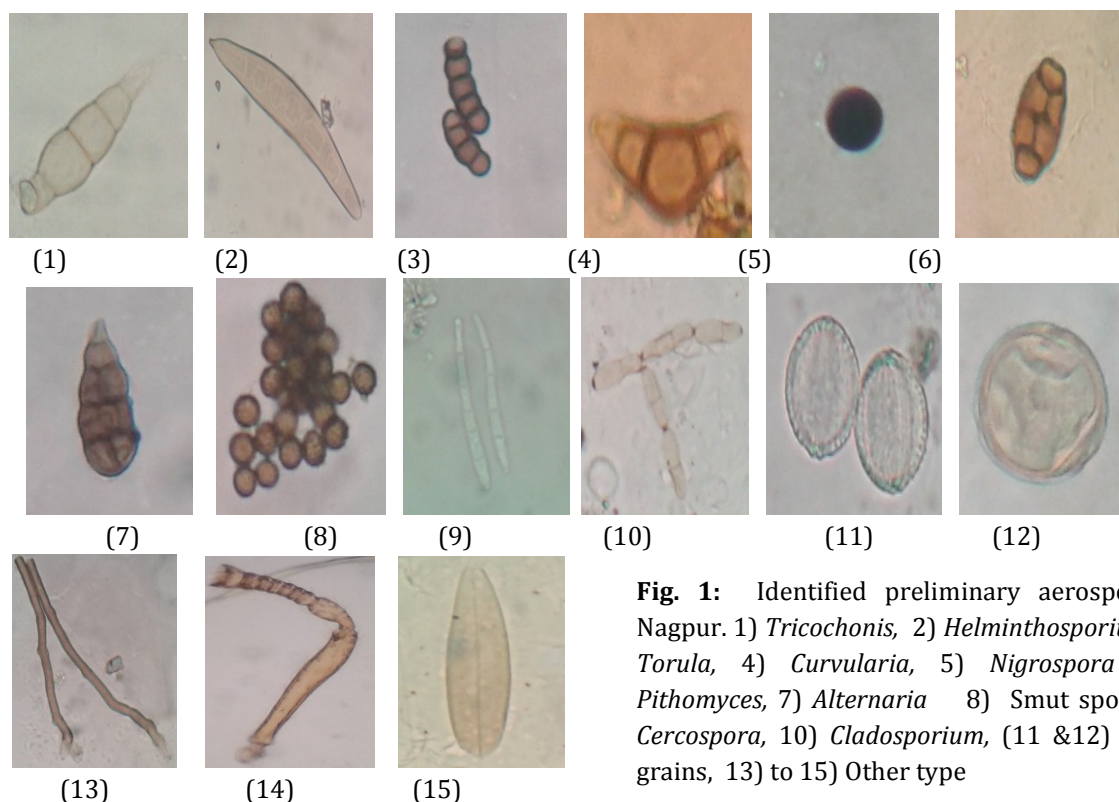 (1) (2) (3) (4) (5) (6)
(7) (8) (9) (10) (11) (12)
Fig. 1: Identified preliminary aerospo
Nagpur. 1) Tricochonis, 2)
Torula, 4) Curvularia, 5) Nigrospora
Pithomyces, 7) Alternaria 8) Smut spo
Cercospora, 10) Cladosporium, (11 &12)
grains, 13) to 15) Other type
(13) (14) (15)